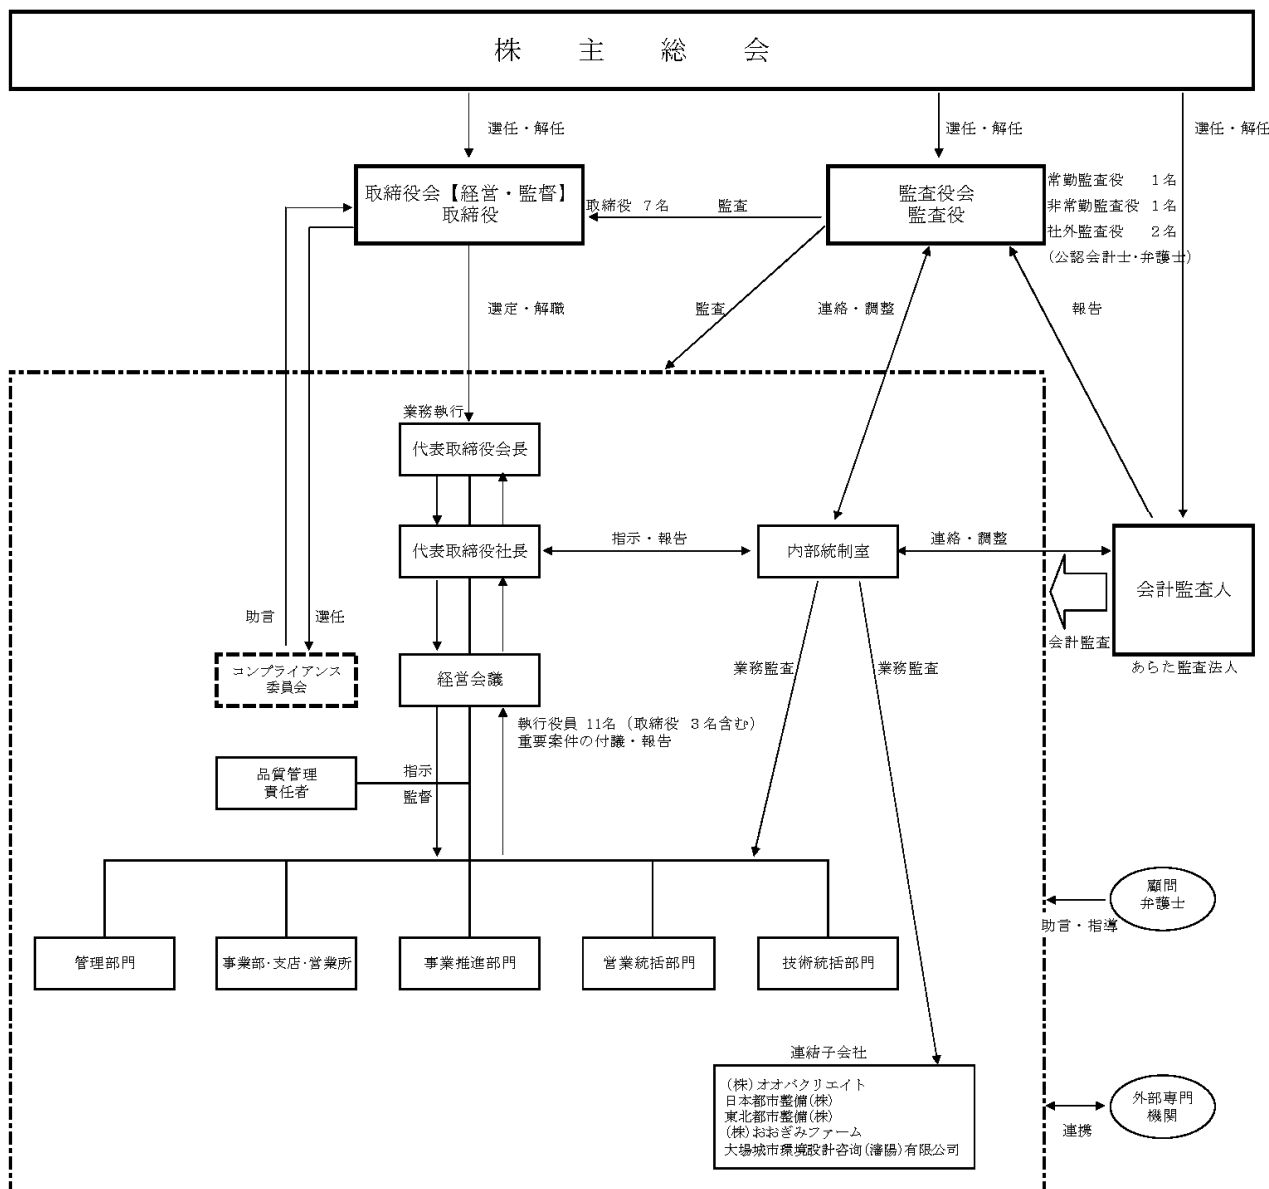 株主総会
選任・解任
選任・解任
選任・解任
取締役会【経営・監督】
取締役
取締役 7名
監査
監査役会
監査役
常勤監査役 1名
非常勤監査役 1名
社外監査役 2名
(公認会計士・弁護士)
選定・解職
監査
連絡・調整
報告
業務執行
代表取締役会長
代表取締役社長
指示・報告
内部統制室
連絡・調整
会計監査人
会計監査
あらた監査法人
助言
選任
コンプライアンス
委員会
経営会議
業務監査
業務監査
執行役員 11名 (取締役 3名含む)
重要案件の付議・報告
品質管理
責任者
指示
監督
顧問
弁護士
助言・指導
管理部門
事業部・支店・営業所
事業推進部門
営業統括部門
技術統括部門
連結子会社
(株)オオバクリエイト
日本都市整備(株)
東北都市整備(株)
(株)おおぎみファーム
大場城市環境設計咨询(瀋陽)有限公司
外部専門
機関
連携